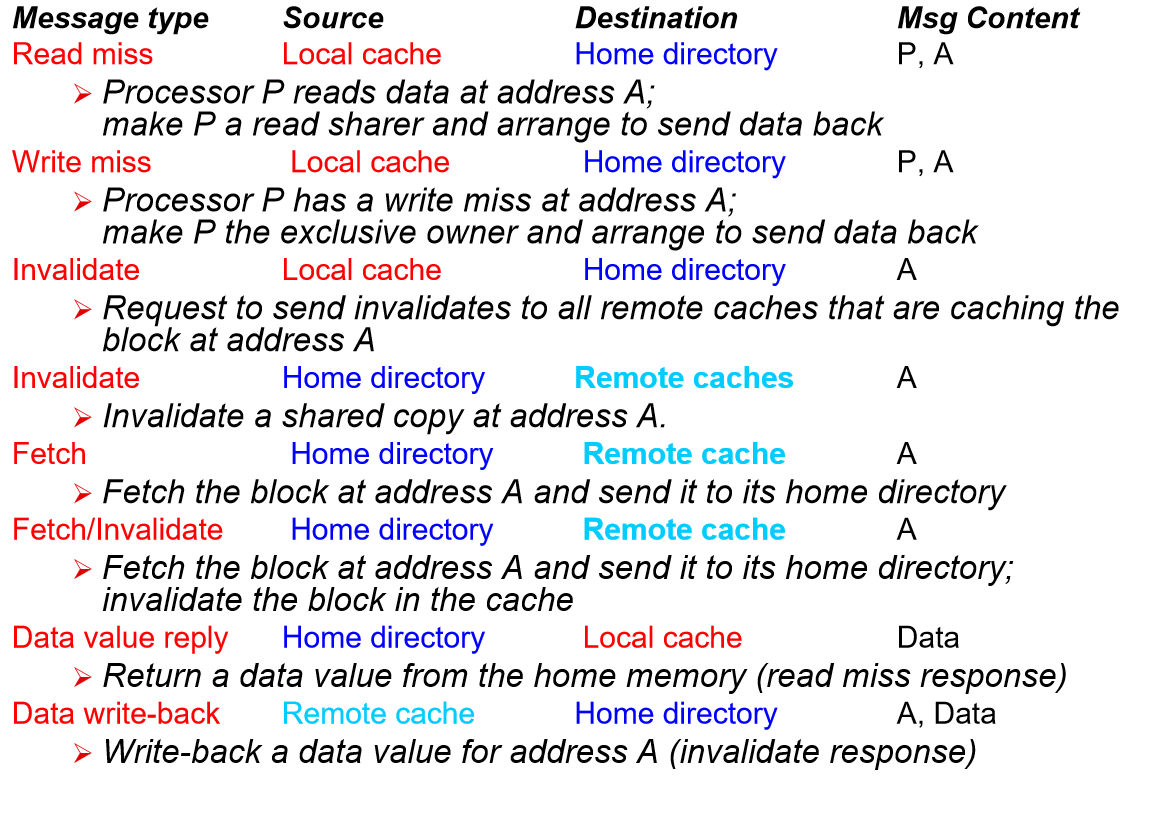 Message type Source Destination Msg Content
Read miss Local cache Home directory P, A
➢ Processor P reads data at address A;
make P a read sharer and arrange to send data back
Write miss Local cache Home directory P, A
➢ Processor P has a write miss at address A;
make P the exclusive owner and arrange to send data back
Invalidate Local cache Home directory A
➢ Request to send invalidates to all remote caches that are caching the
block at address A
Invalidate Home directory Remote caches A
➢ Invalidate a shared copy at address A.
Fetch Home directory Remote cache A
➢ Fetch the block at address A and send it to its home directory
Fetch/Invalidate Home directory Remote cache A
➢ Fetch the block at address A and send it to its home directory;
invalidate the block in the cache
Data value reply Home directory Local cache Data
➢ Return a data value from the home memory (read miss response)
Data write-back Remote cache Home directory A, Data
➢ Write-back a data value for address A (invalidate response)